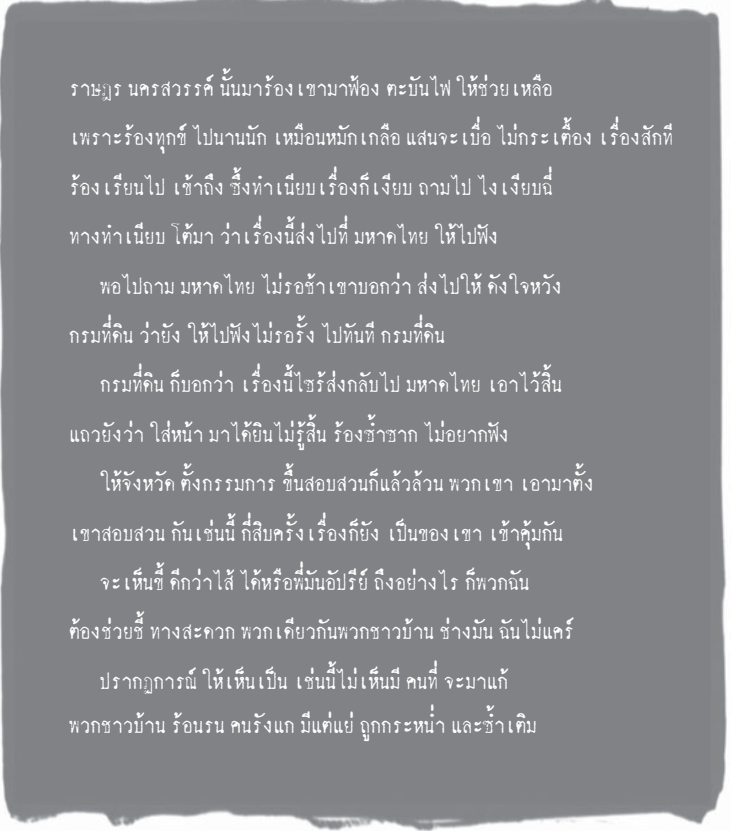 ราษฎร นครสวรรค์ นั้นมาร้อง เขามาฟ้อง ตะบันไฟ ให้ช่วยเหลือ
เพราะร้องทุกข์ ไปนานนัก เหมือนหมักเกลือ แสนจะเบื่อ ไม่กระเตื้อง เรื่องสักที
ร้องเรียนไป เข้าถึง ซึ้งทำเนียบเรื่องก็เงียบ ถามไป ไงเงียบฉี่
ทางทำเนียบ โต้มา ว่าเรื่องนี้ส่งไปที่ มหาดไทย ให้ไปฟัง
พอไปถาม มหาดไทย ไม่รอช้าเขาบอกว่า ส่งไปให้ ดังใจหวัง
กรมที่ดิน ว่ายัง ให้ไปฟังไม่รอรั้ง ไปทันที กรมที่ดิน
กรมที่ดิน ก็บอกว่า เรื่องนี้ไซร้ส่งกลับไป มหาดไทย เอาไว้สิ้น
แถวยังว่า ใส่หน้า มาได้ยินไม่รู้สิ้น ร้องซ้ำซาก ไม่อยากฟัง
ให้จังหวัด ตั้งกรรมการ ขึ้นสอบสวนก็แล้วล้วน พวกเขา เอามาตั้ง
เขาสอบสวน กันเช่นนี้ กี่สิบครั้งเรื่องก็ยัง เป็นของเขา เข้าคุ้มกัน
จะเห็นขี้ ดีกว่าไส้ ได้หรือพี่มันอัปรีย์ ถึงอย่างไร ก็พวกฉัน
ต้องช่วยชี้ ทางสะดวก พวกเดียวกันพวกชาวบ้าน ช่างมัน ฉันไม่แคร์
ปรากฏการณ์ ให้เห็นเป็น เช่นนี้ไม่เห็นมี คนที่ จะมาแก้
พวกชาวบ้าน ร้อนรน คนรังแก มีแต่แย่ ถูกกระหน่ำ และซ้ำเติม